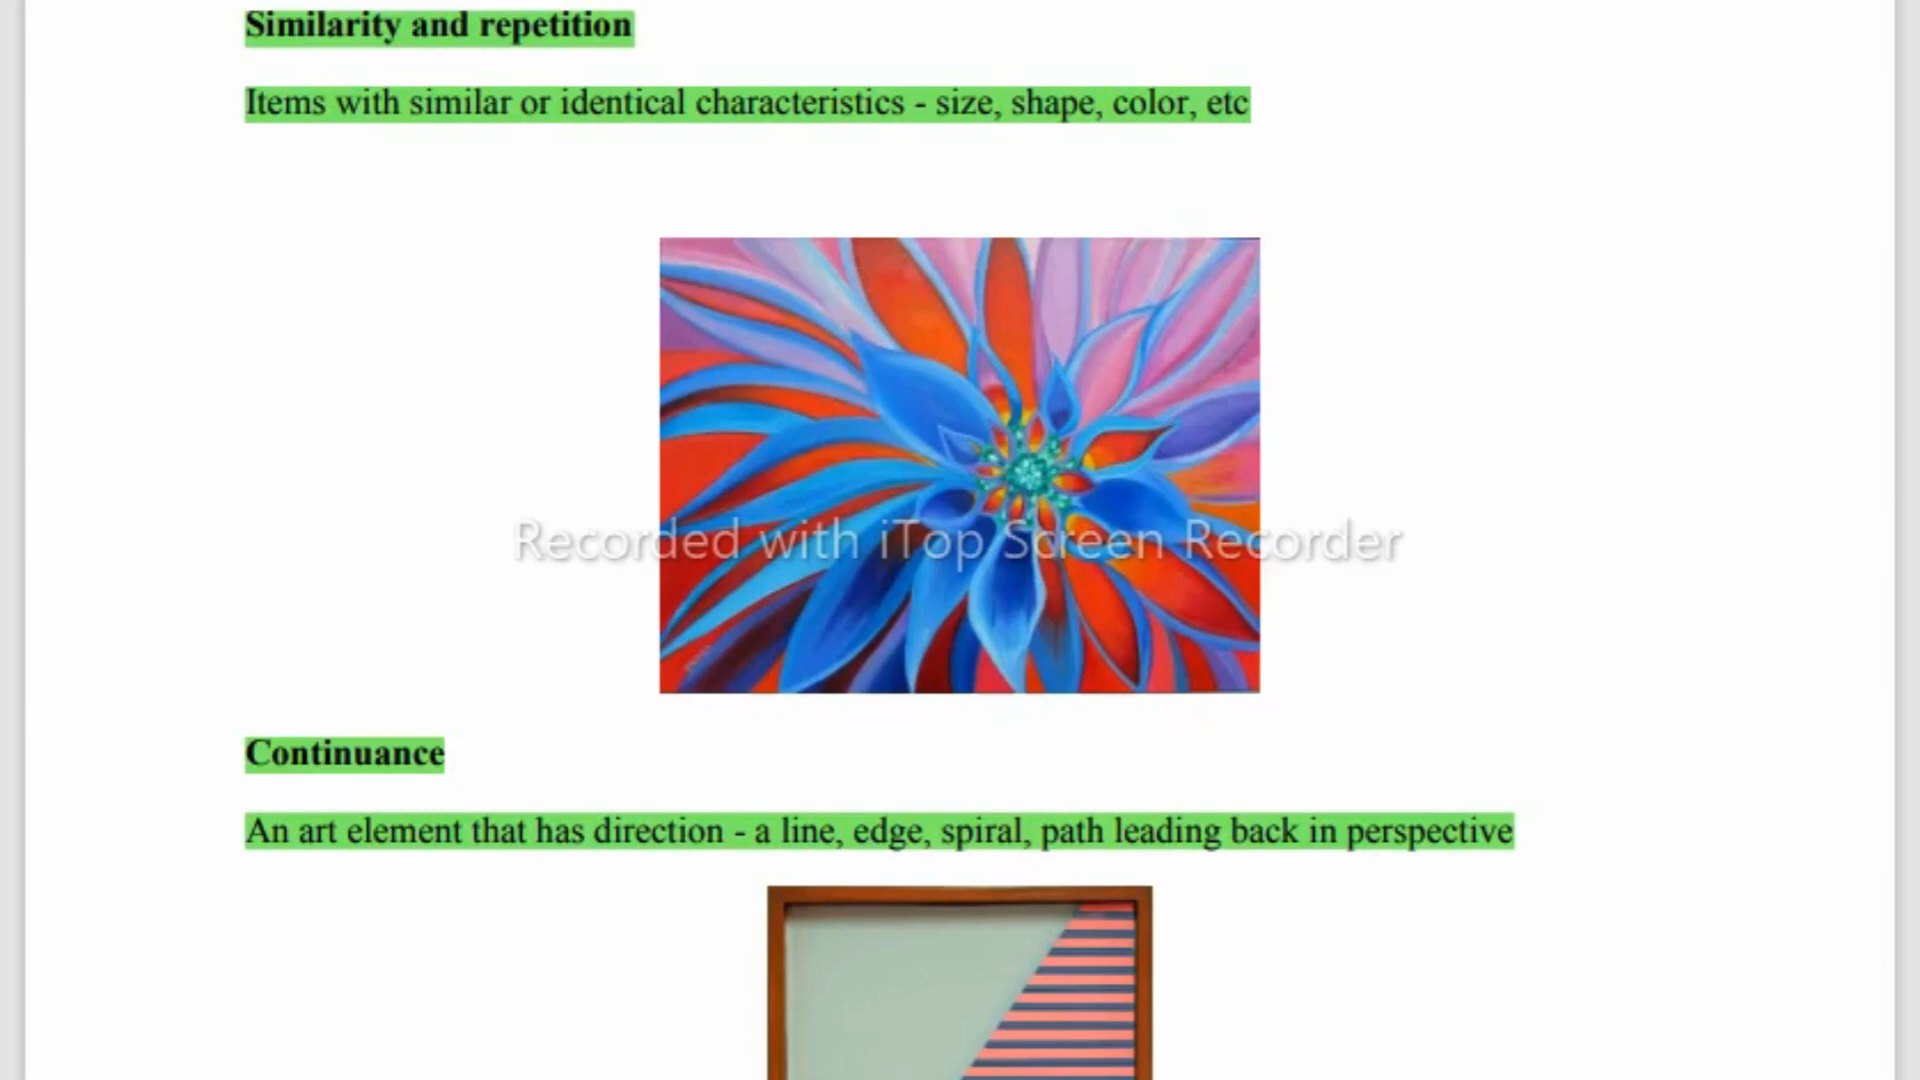 Similarity and repetition
Items with similar or identical characteristics - size, shape, color, etc
Recorded with iTop Screen Recorder
Continuance
An art element that has direction - a line, edge, spiral, path leading back in perspective